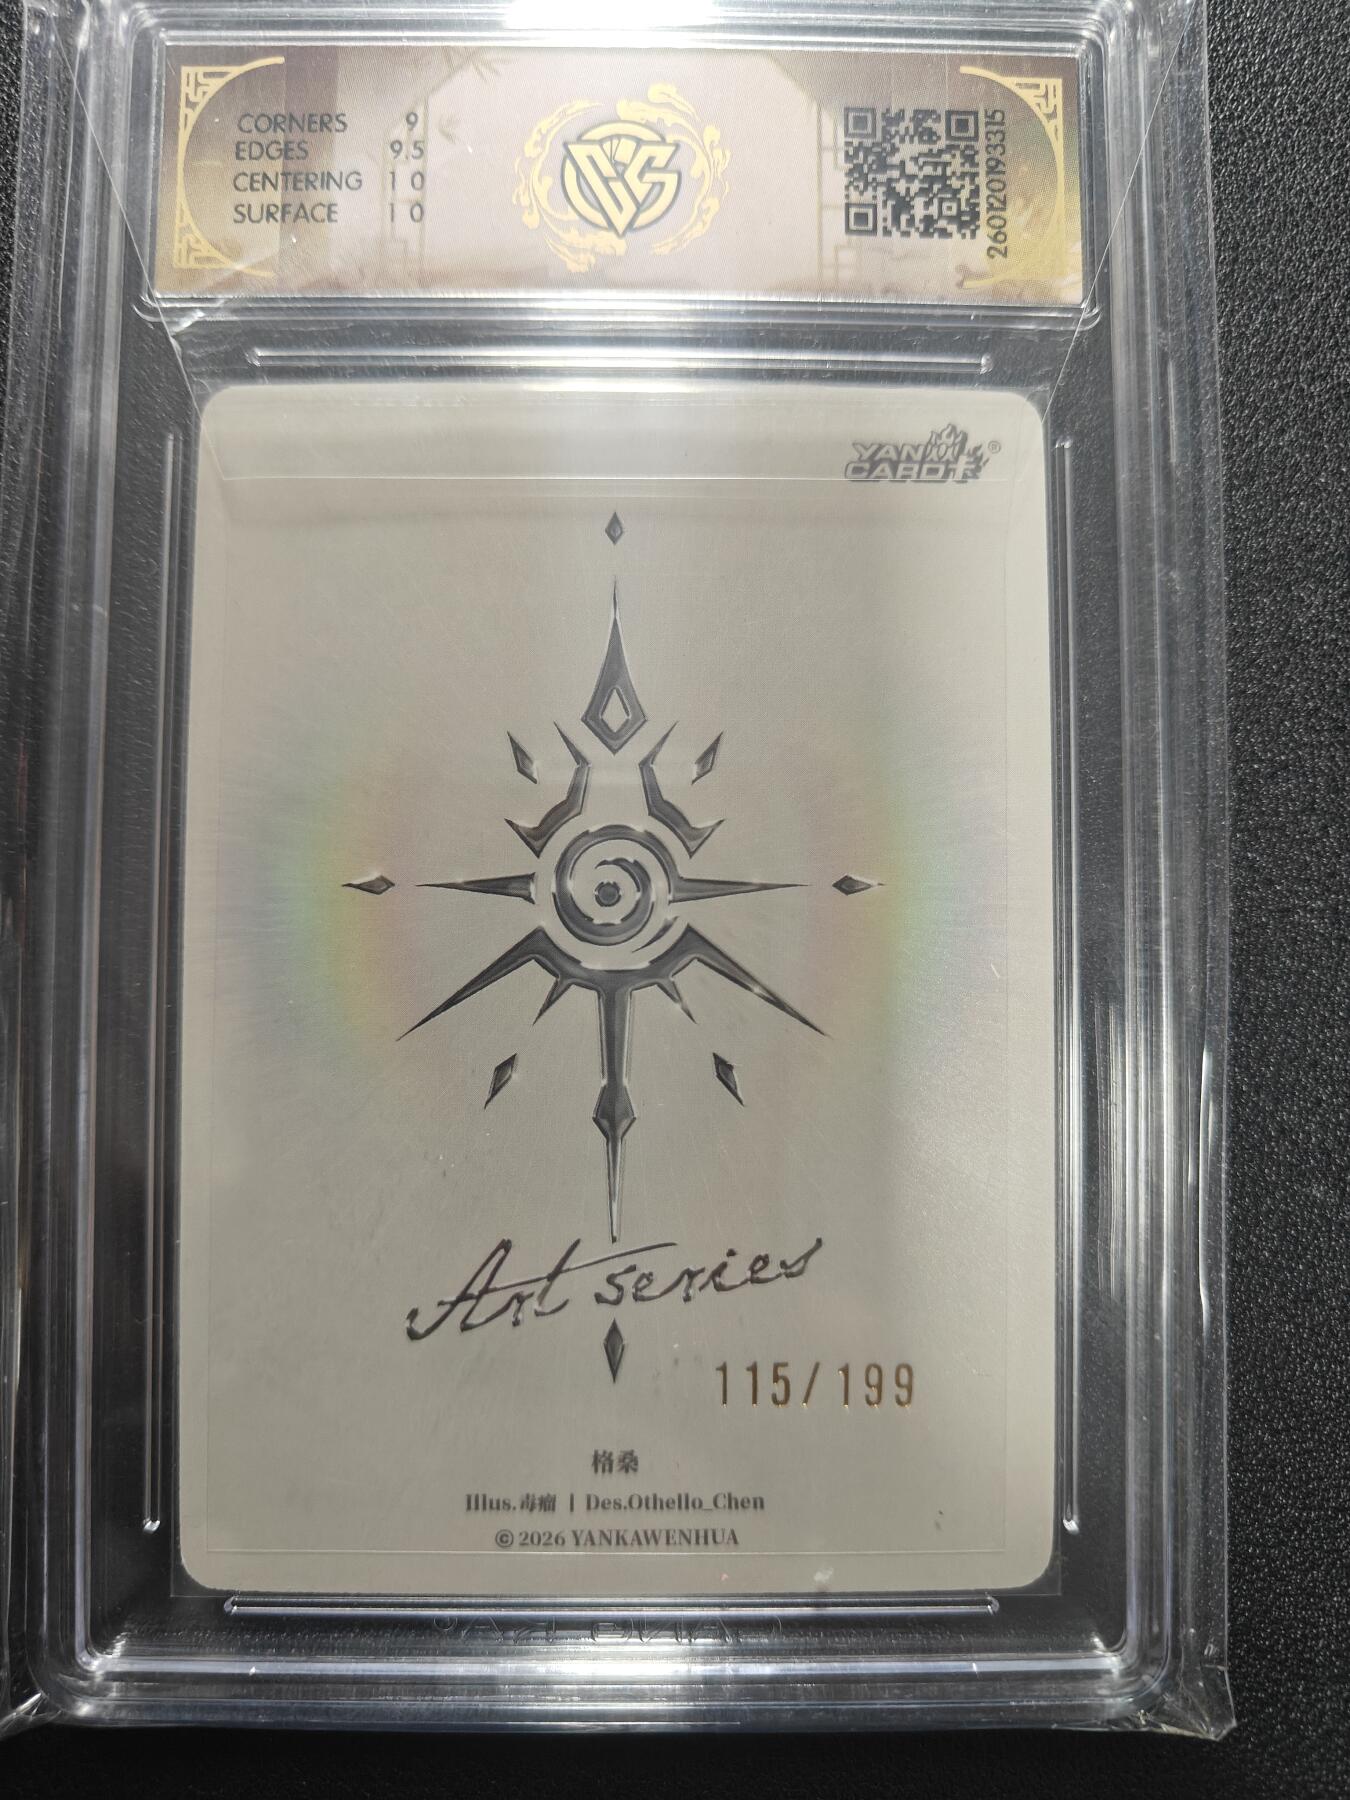 CORNERS 9
EDGES 9.5
CENTERING 10
SURFACE 10
CCS
260120193315
YAN
CARD®
Art series
115/199
格桑
Illus.毒瘤 | Des.Othello_Chen
© 2026 YANKAWENHUA